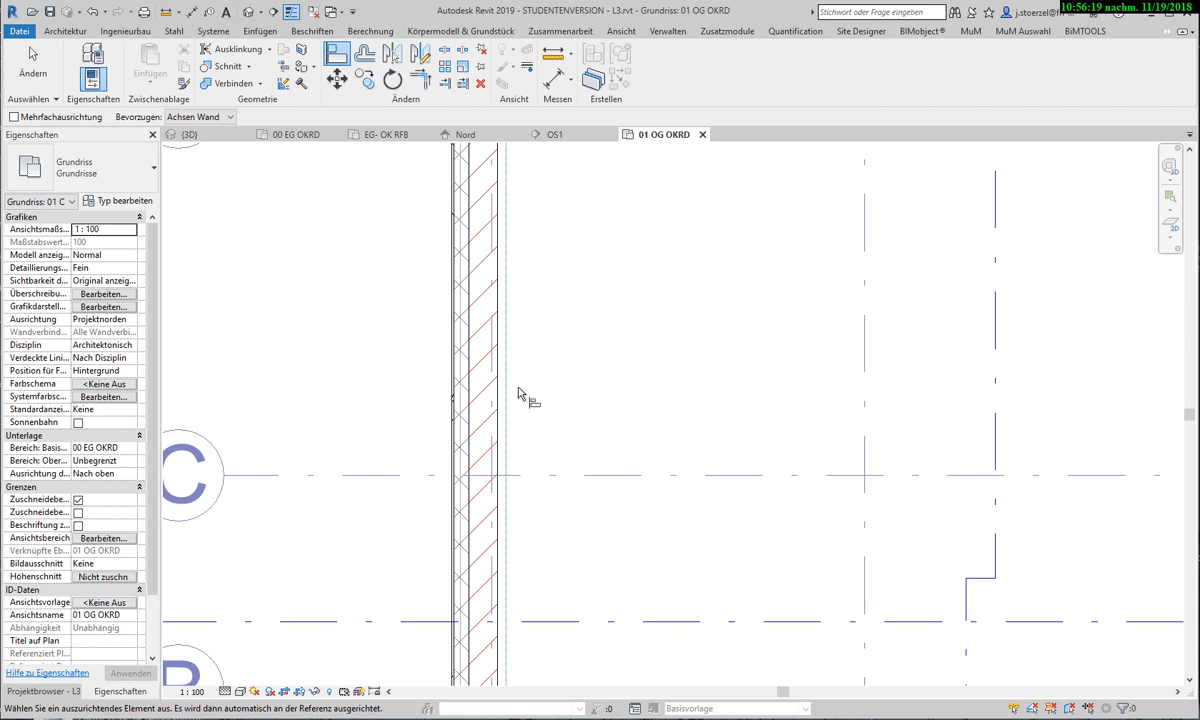 Autodesk Revit 2019 - STUDENTENVERSION - L3.rvt - Grundriss: 01 OG OKRD
Stichwort oder Frage eingeben
j.stoerzel@
10:56:19 nachm. 11/19/2018
Datei Architektur Ingenieurbau Stahl Systeme Einfügen Beschriften Berechnung Körpermodell & Grundstück Zusammenarbeit Ansicht Verwalten Zusatzmodule Quantification Site Designer BIMobject® MuM MuM Auswahl BiMTOOLS
Ändern
Einfügen
Ausklinkung
Schnitt
Verbinden
Auswählen Eigenschaften Zwischenablage Geometrie Ändern Ansicht Messen Erstellen
Mehrfachausrichtung Bevorzugen: Achsen Wand
Eigenschaften
{3D} 00 EG OKRD EG- OK RFB Nord OS1 01 OG OKRD
Grundriss
Grundrisse
Grundriss: 01 C Typ bearbeiten
Grafiken
Ansichtsmaßs... 1 : 100
Maßstabswert... 100
Modell anzeig... Normal
Detaillierungs... Fein
Sichtbarkeit d... Original anzeig...
Überschreibu... Bearbeiten...
Grafikdarstell... Bearbeiten...
Ausrichtung Projektnorden
Wandverbind... Alle Wandverbi...
Disziplin Architektonisch
Verdeckte Lini... Nach Disziplin
Position für F... Hintergrund
Farbschema <Keine Aus
Systemfarbsc... Bearbeiten...
Standardanzei... Keine
Sonnenbahn
Unterlage
Bereich: Basis... 00 EG OKRD
Bereich: Ober... Unbegrenzt
Ausrichtung d... Nach oben
Grenzen
Zuschneidebe...
Zuschneidebe...
Beschriftung z...
Ansichtsbereich Bearbeiten...
Verknüpfte Eb... 01 OG OKRD
Bildausschnitt Keine
Höhenschnitt Nicht zuschn
ID-Daten
Ansichtsvorlage <Keine Aus
Ansichtsname 01 OG OKRD
Abhängigkeit Unabhängig
Titel auf Plan
Referenziert Pl...
Hilfe zu Eigenschaften Anwenden
Projektbrowser - L3 Eigenschaften
C
2D
2D
1 : 100
Wählen Sie ein auszurichtendes Element aus. Es wird dann automatisch an der Referenz ausgerichtet.
:0
Basisvorlage
:0